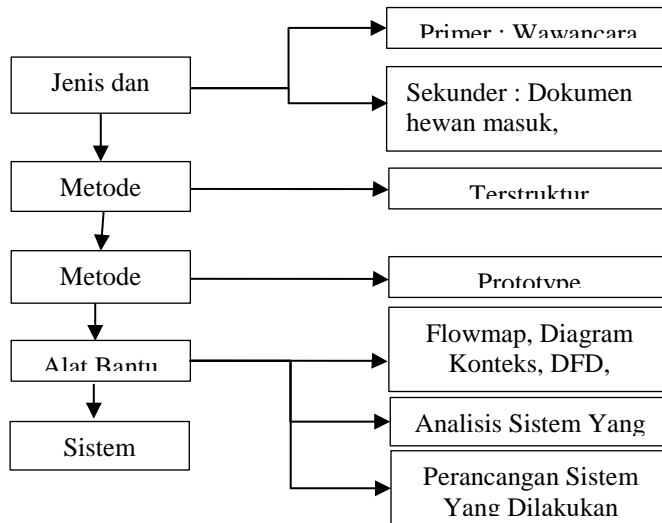 Primer : Wawancara
Jenis dan
Sekunder : Dokumen
hewan masuk,
Metode
Terstruktur
Metode
Prototype
Flowmap, Diagram
Konteks, DFD,
Alat Bantu
Analisis Sistem Yang
Sistem
Perancangan Sistem
Yang Dilakukan